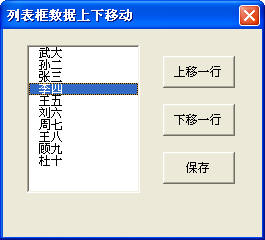 列表框数据上下移动
武大
孙二
张三
李四
王五
刘六
周七
王八
顾九
杜十
上移一行
下移一行
保存